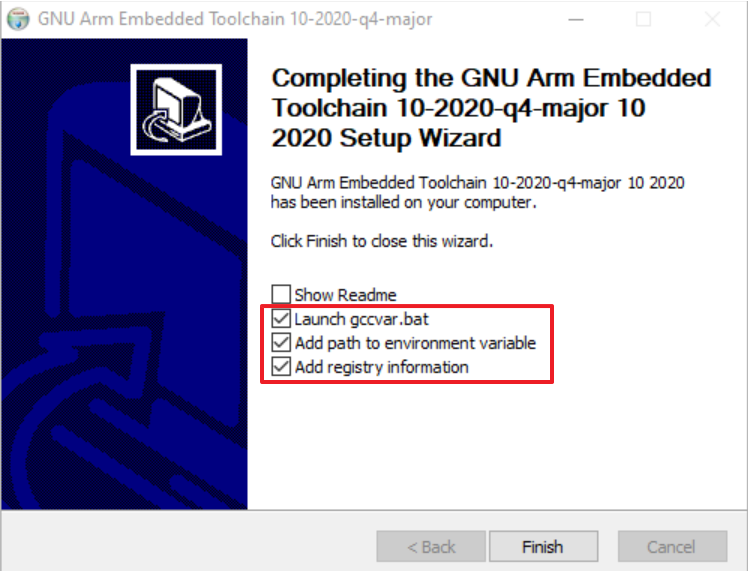 GNU Arm Embedded Toolchain 10-2020-q4-major
Completing the GNU Arm Embedded
Toolchain 10-2020-q4-major 10
2020 Setup Wizard
GNU Arm Embedded Toolchain 10-2020-q4-major 10 2020
has been installed on your computer.
Click Finish to close this wizard.
Show Readme
Launch gccvar.bat
Add path to environment variable
Add registry information
< Back
Finish
Cancel